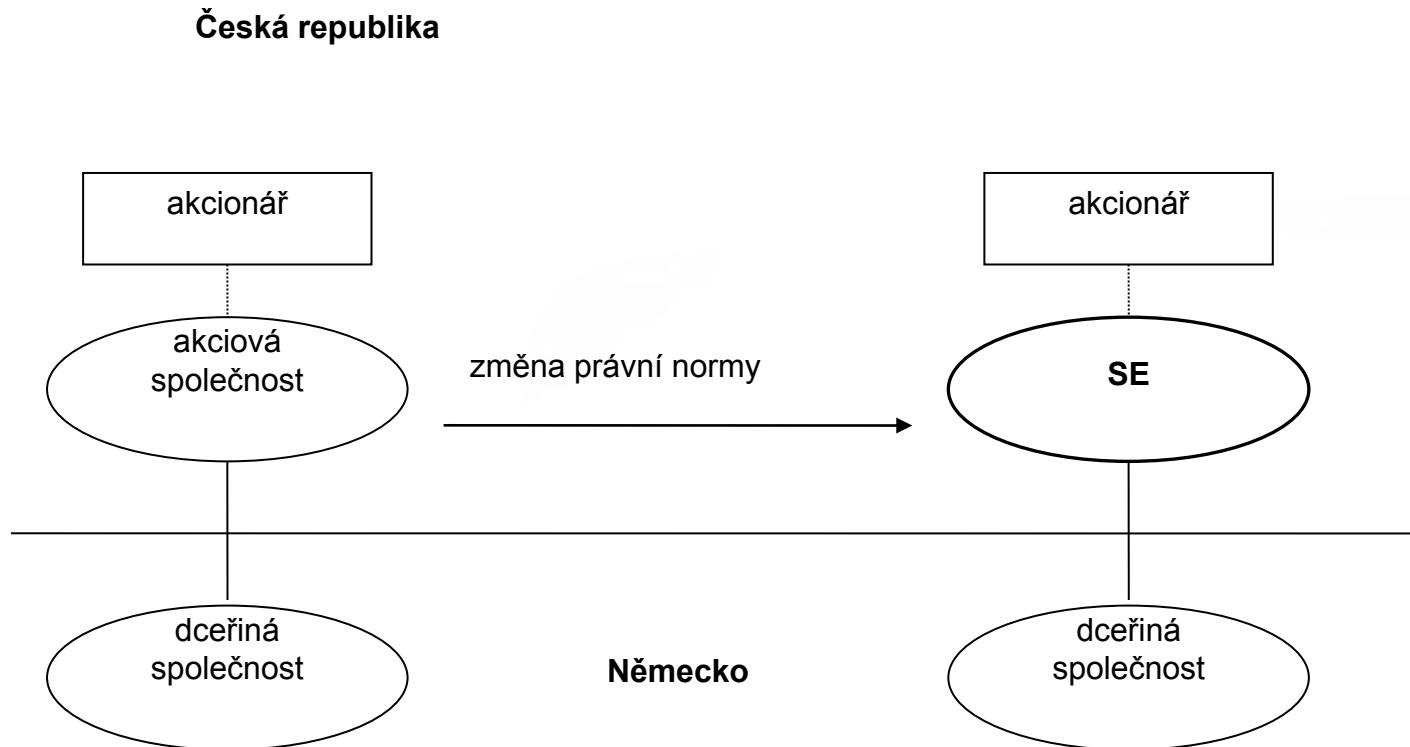 Česká republika
akcionář
akcionář
akciová
společnost
změna právní normy
SE
dceřiná
společnost
Německo
dceřiná
společnost